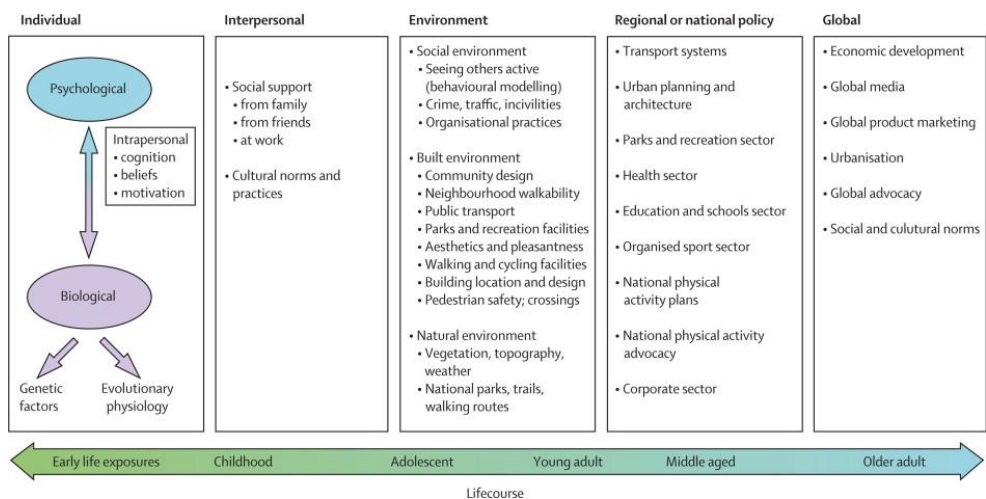 Individual
Psychological
Intrapersonal
• cognition
• beliefs
• motivation
Biological
Genetic
factors
Evolutionary
physiology
Interpersonal
• Social support
• from family
• from friends
• at work
• Cultural norms and
practices
Environment
• Social environment
• Seeing others active
(behavioural modelling)
• Crime, traffic, incivilities
• Organisational practices
• Built environment
• Community design
• Neighbourhood walkability
• Public transport
• Parks and recreation facilities
• Aesthetics and pleasantness
• Walking and cycling facilities
• Building location and design
• Pedestrian safety; crossings
• Natural environment
• Vegetation, topography,
weather
• National parks, trails,
walking routes
Regional or national policy
• Transport systems
• Urban planning and
architecture
• Parks and recreation sector
• Health sector
• Education and schools sector
• Organised sport sector
• National physical
activity plans
• National physical activity
advocacy
• Corporate sector
Global
• Economic development
• Global media
• Global product marketing
• Urbanisation
• Global advocacy
• Social and culutural norms
Early life exposures
Childhood
Adolescent
Young adult
Middle aged
Older adult
Lifecourse